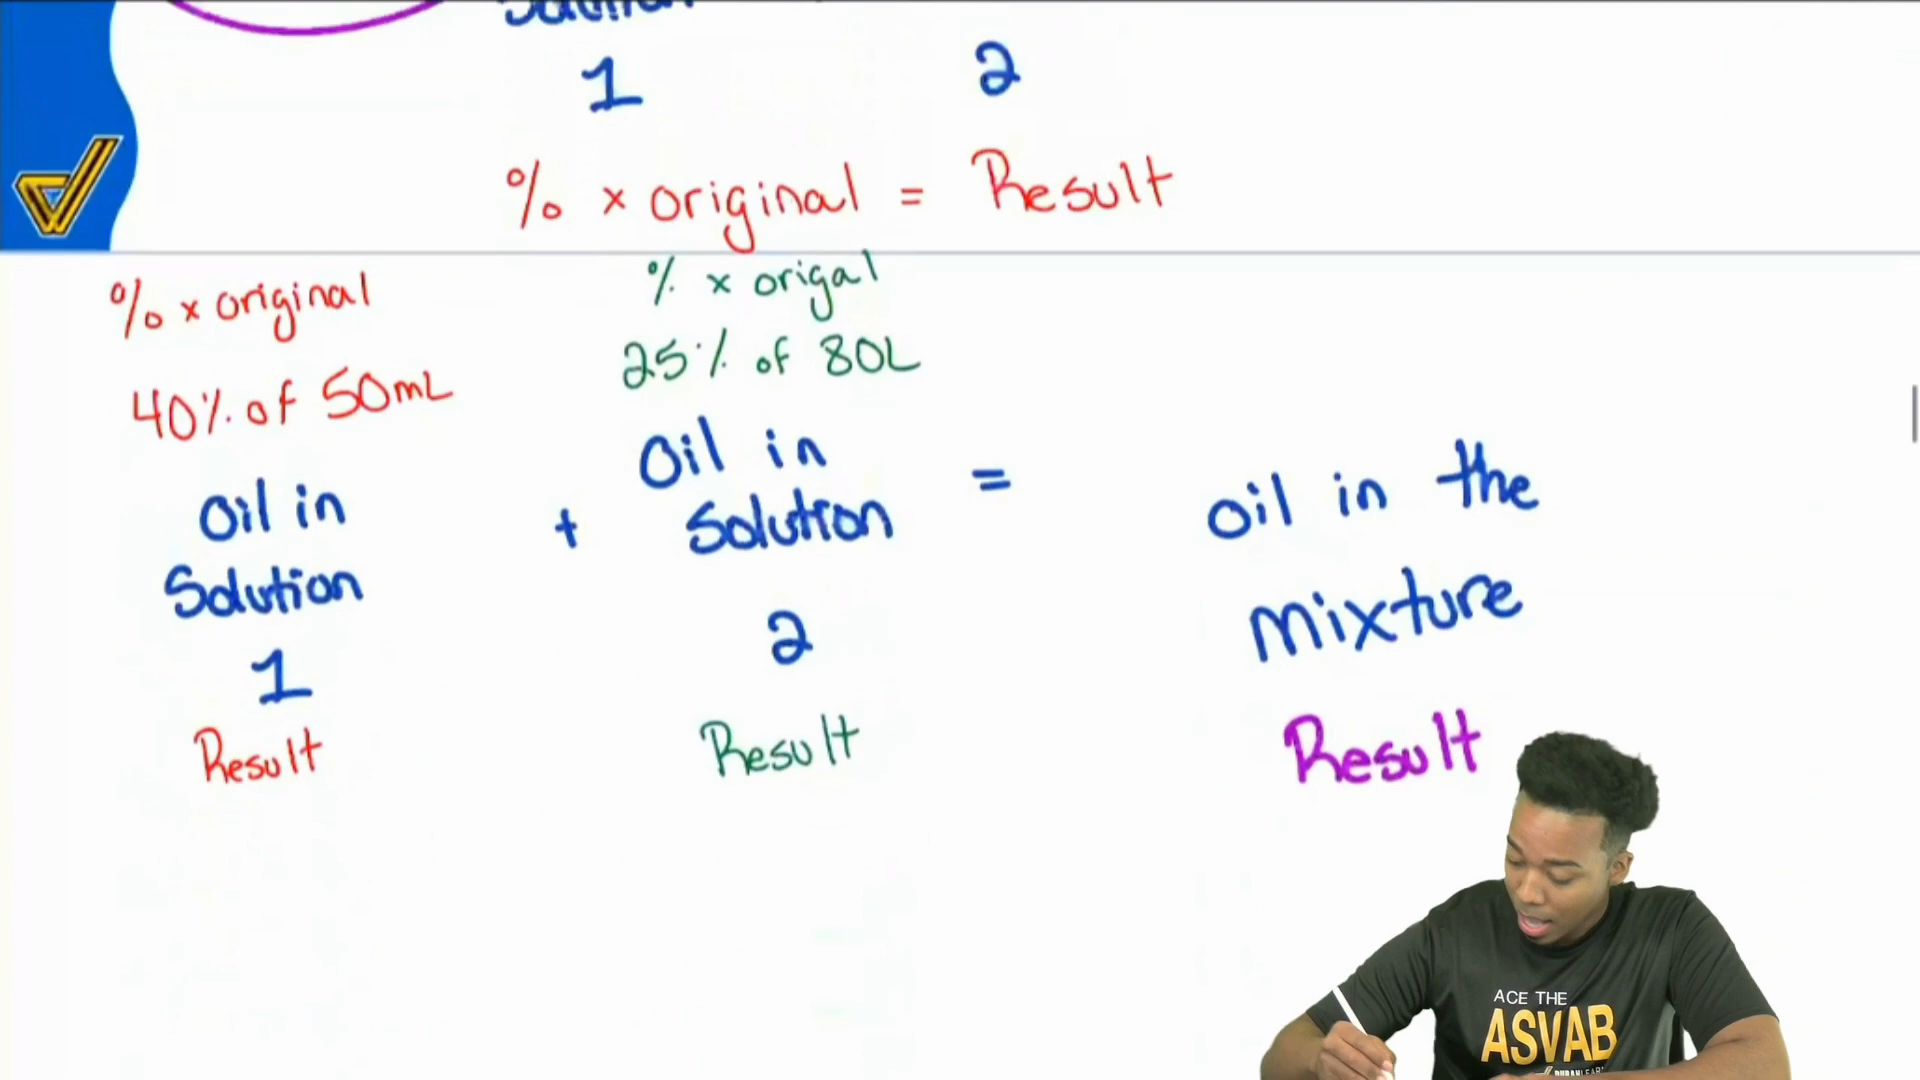 Solution
1 2
% x original = Result
% x original
% x origal
40% of 50mL
25% of 80L
Oil in
Solution
1
Result
+
Oil in
Solution
2
Result
=
Oil in the
mixture
Result
ACE THE
ASVAB